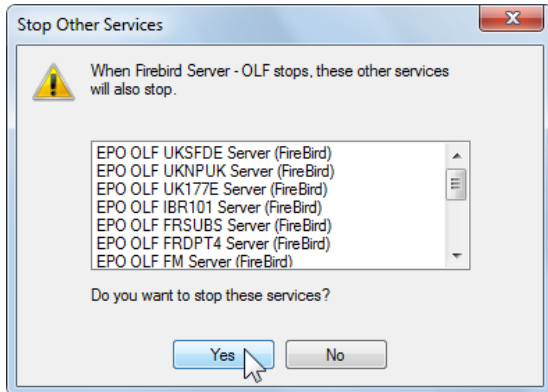 Stop Other Services
When Firebird Server - OLF stops, these other services
will also stop.
EPO OLF UKSFDE Server (FireBird)
EPO OLF UKNPUK Server (FireBird)
EPO OLF UK177E Server (FireBird)
EPO OLF IBR101 Server (FireBird)
EPO OLF FRSUBS Server (FireBird)
EPO OLF FRDPT4 Server (FireBird)
EPO OLF FM Server (FireBird)
Do you want to stop these services?
Yes No